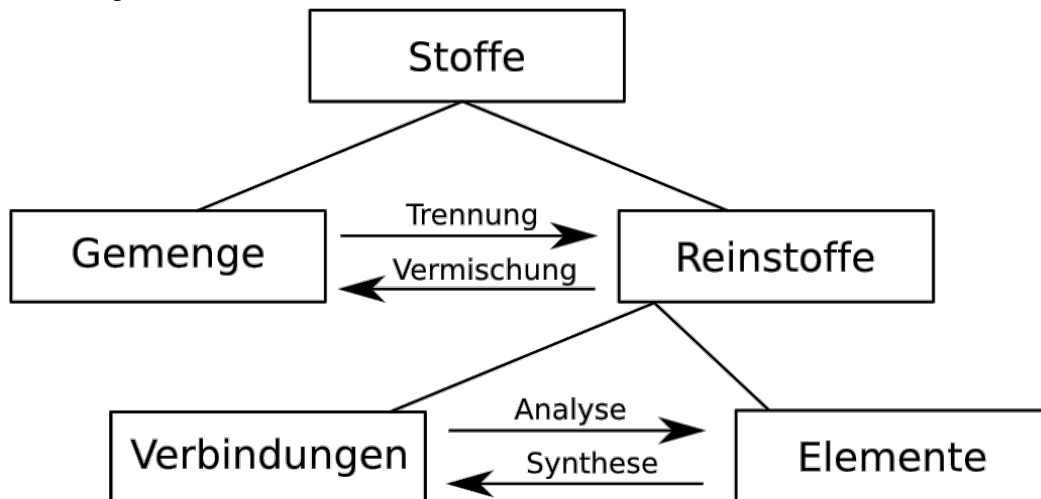 Stoffe
Gemenge
Trennung
Vermischung
Reinstoffe
Verbindungen
Analyse
Synthese
Elemente